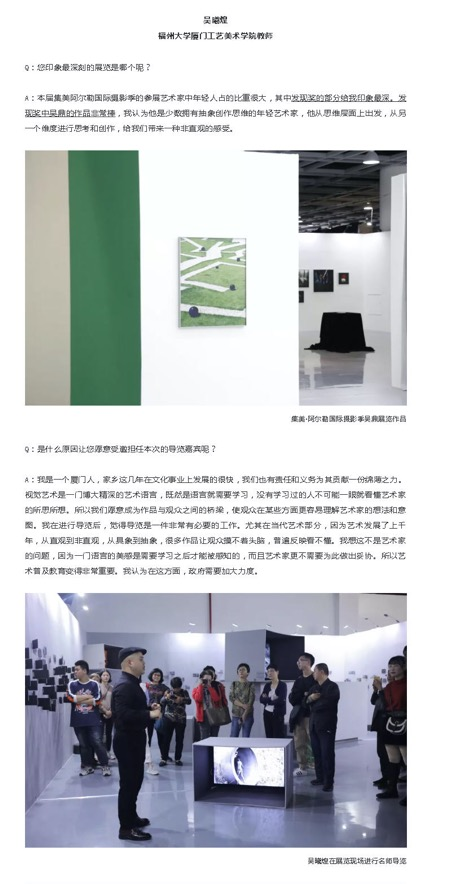 吴曦煌
福州大学厦门工艺美术学院教师
Q：您印象最深刻的展览是哪个呢？
A：本届集美阿尔勒国际摄影季的参展艺术家中年轻人占的比重很大，其中发现奖的部分给我印象最深。发
现奖中吴鼎的作品非常棒，我认为他是少数拥有抽象创作思维的年轻艺术家，他从思维层面上出发，从另
一个维度进行思考和创作，给我们带来一种非直观的感受。
集美·阿尔勒国际摄影季吴鼎展览作品
Q：是什么原因让您愿意受邀担任本次的导览嘉宾呢？
A：我是一个厦门人，家乡这几年在文化事业上发展的很快，我们也有责任和义务为其贡献一份绵薄之力。
视觉艺术是一门博大精深的艺术语言，既然是语言就需要学习，没有学习过的人不可能一眼就看懂艺术家
的所思所想。所以我们愿意成为作品与观众之间的桥梁，使观众在某些方面更容易理解艺术家的想法和意
图。我在进行导览后，觉得导览是一件非常有必要的工作。尤其在当代艺术部分，因为艺术发展了上千
年，从直观到非直观，从具象到抽象，很多作品让观众摸不着头脑，普遍反映看不懂。我想这不是艺术家
的问题，因为一门语言的美感是需要学习之后才能被感知的，而且艺术家更不需要为此做出妥协。所以艺
术普及教育变得非常重要。我认为在这方面，政府需要加大力度。
吴曦煌在展览现场进行名师导览